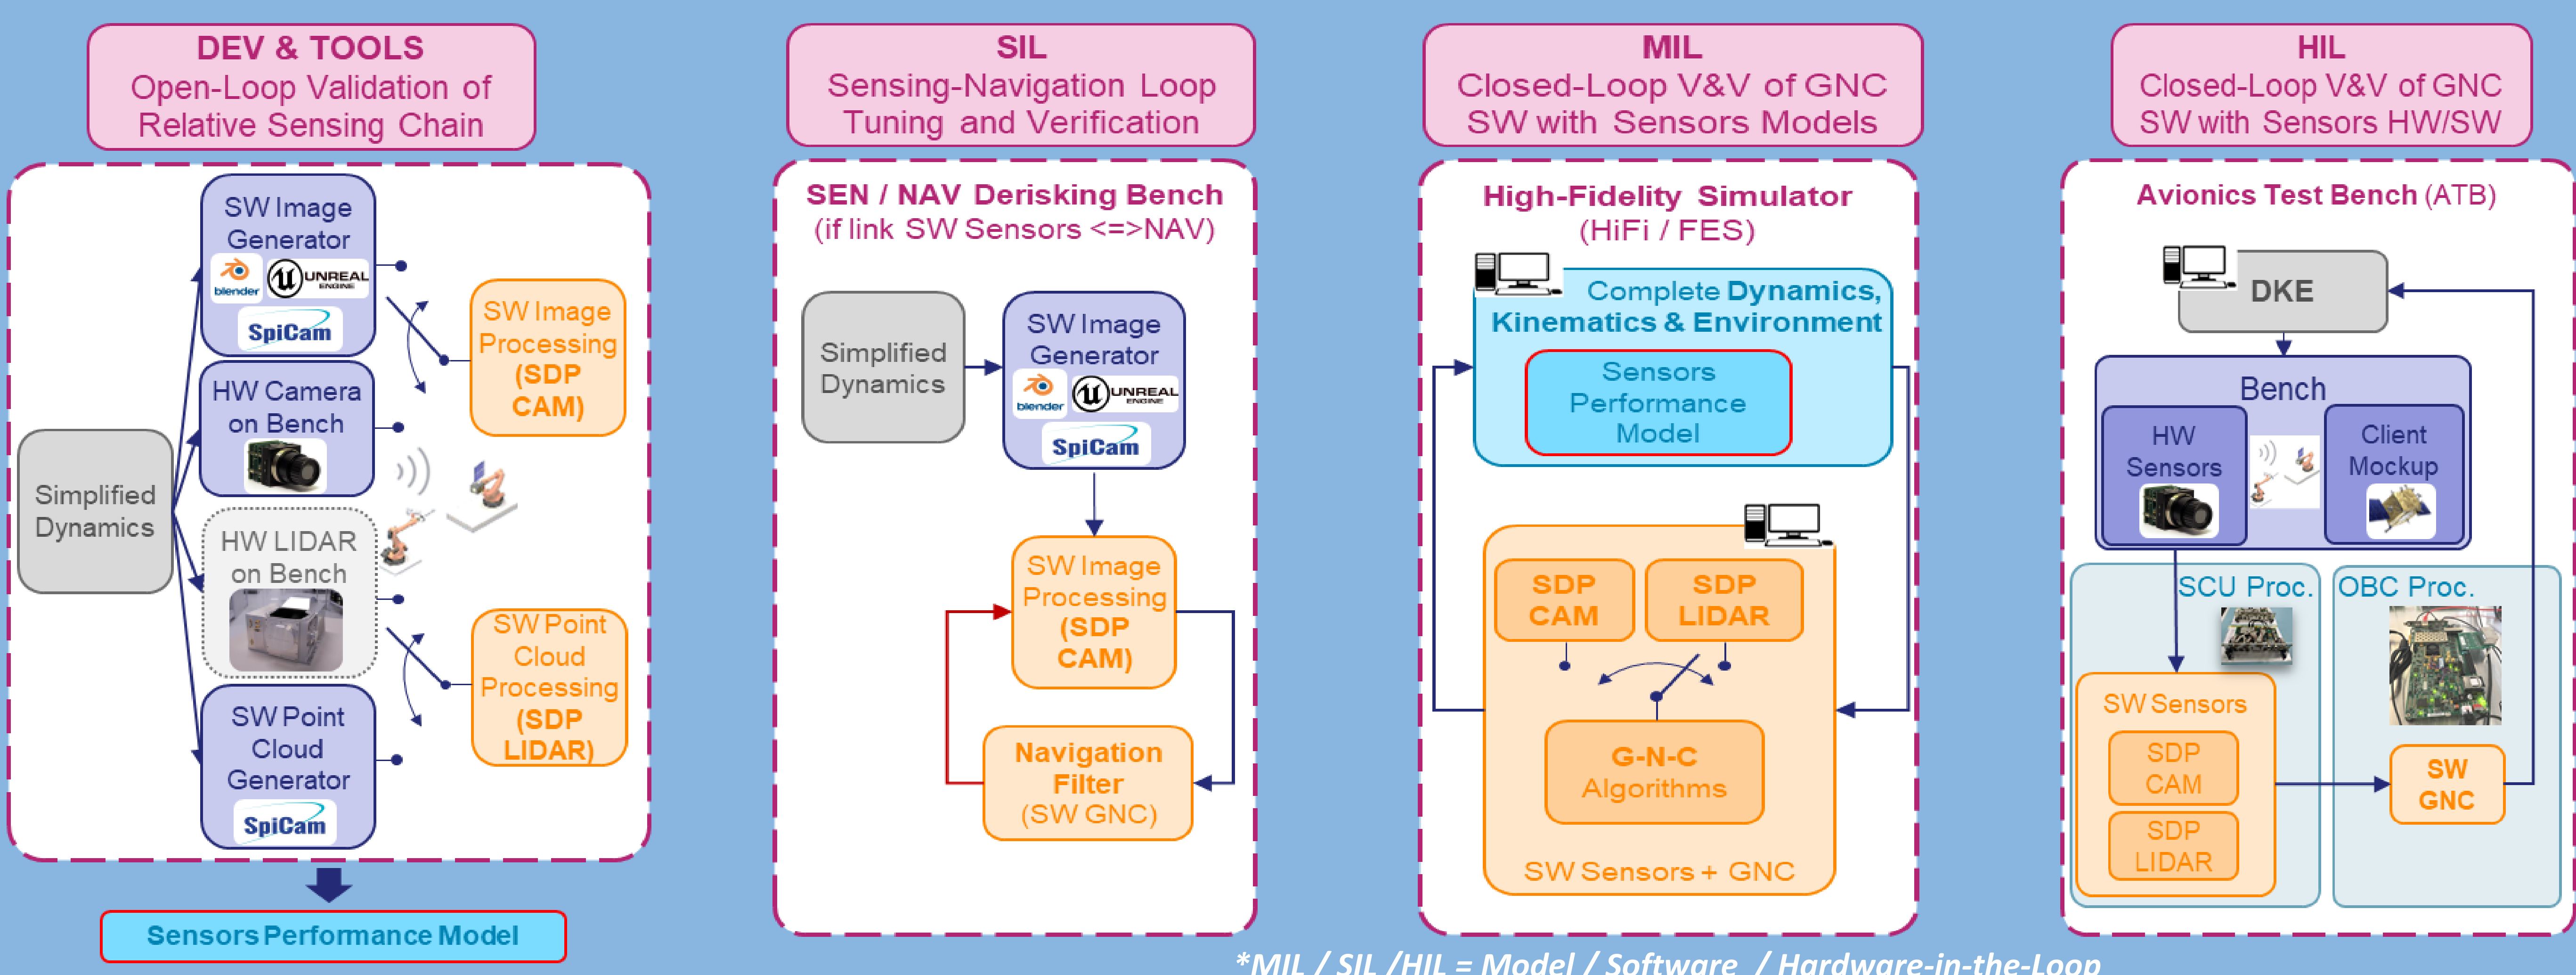 DEV & TOOLS
Open-Loop Validation of
Relative Sensing Chain
Simplified
Dynamics
SW Image
Generator
blender
UNREAL
ENGINE
SpiCam
HW Camera
on Bench
HW LIDAR
on Bench
SW Point
Cloud
Generator
SpiCam
SW Image
Processing
(SDP
CAM)
SW Point
Cloud
Processing
(SDP
LIDAR)
Sensors Performance Model
SIL
Sensing-Navigation Loop
Tuning and Verification
SEN / NAV Derisking Bench
(if link SW Sensors <=>NAV)
Simplified
Dynamics
SW Image
Generator
blender
UNREAL
ENGINE
SpiCam
SW Image
Processing
(SDP
CAM)
Navigation
Filter
(SW GNC)
MIL
Closed-Loop V&V of GNC
SW with Sensors Models
High-Fidelity Simulator
(HiFi / FES)
Complete Dynamics,
Kinematics & Environment
Sensors
Performance
Model
SDP
CAM
SDP
LIDAR
G-N-C
Algorithms
SW Sensors + GNC
HIL
Closed-Loop V&V of GNC
SW with Sensors HW/SW
Avionics Test Bench (ATB)
DKE
Bench
HW
Sensors
Client
Mockup
SCU Proc.
OBC Proc.
SW Sensors
SDP
CAM
SDP
LIDAR
SW
GNC
*MIL / SIL /HIL = Model / Software / Hardware-in-the-Loop